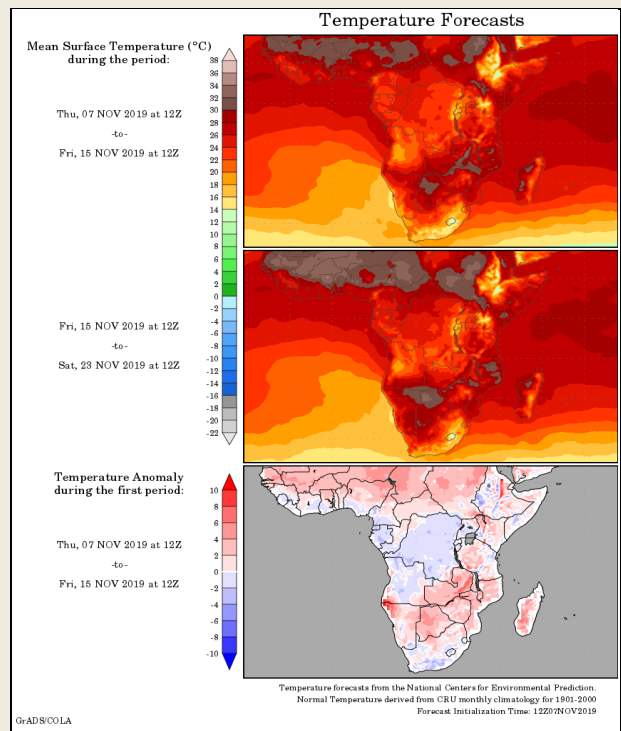 Temperature Forecasts
Mean Surface Temperature (°C)
during the period:
Thu, 07 NOV 2019 at 12Z
-to-
Fri, 15 NOV 2019 at 12Z
38
36
34
32
30
28
26
24
22
20
18
16
14
12
10
8
6
4
2
0
-2
-4
-6
-8
-10
-12
-14
-16
-18
-20
-22
Fri, 15 NOV 2019 at 12Z
-to-
Sat, 23 NOV 2019 at 12Z
Temperature Anomaly
during the first period:
Thu, 07 NOV 2019 at 12Z
-to-
Fri, 15 NOV 2019 at 12Z
10
8
6
4
2
0
-2
-4
-6
-8
-10
Temperature forecasts from the National Centers for Environmental Prediction.
Normal Temperature derived from CRU monthly climatology for 1901-2000
Forecast Initialization Time: 12Z07NOV2019
GrADS/COLA